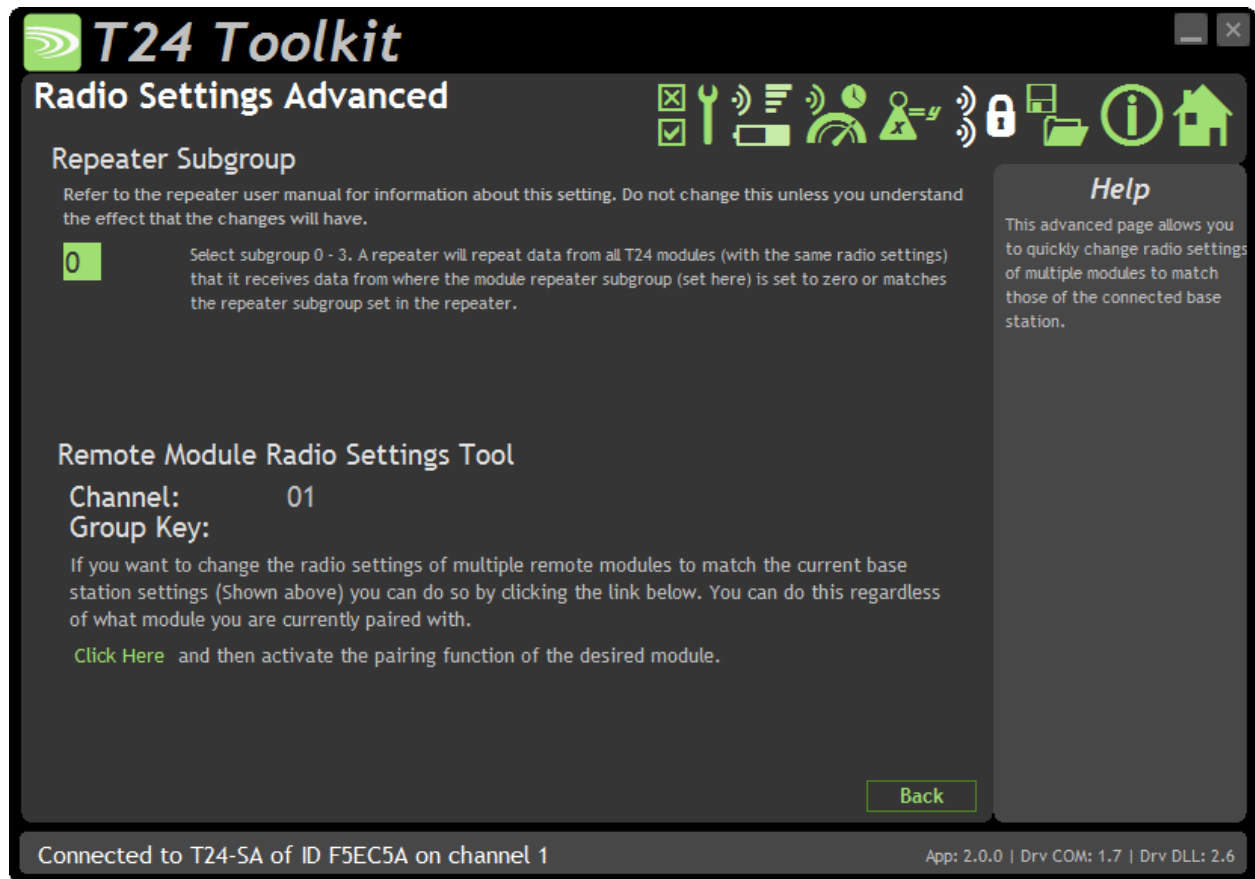 T24 Toolkit
Radio Settings Advanced
x=y
Repeater Subgroup
Refer to the repeater user manual for information about this setting. Do not change this unless you understand
the effect that the changes will have.
0
Select subgroup 0 - 3. A repeater will repeat data from all T24 modules (with the same radio settings)
that it receives data from where the module repeater subgroup (set here) is set to zero or matches
the repeater subgroup set in the repeater.
Remote Module Radio Settings Tool
Channel: 01
Group Key:
If you want to change the radio settings of multiple remote modules to match the current base
station settings (Shown above) you can do so by clicking the link below. You can do this regardless
of what module you are currently paired with.
Click Here and then activate the pairing function of the desired module.
Back
Help
This advanced page allows you
to quickly change radio settings
of multiple modules to match
those of the connected base
station.
Connected to T24-SA of ID F5EC5A on channel 1
App: 2.0.0 | Drv COM: 1.7 | Drv DLL: 2.6